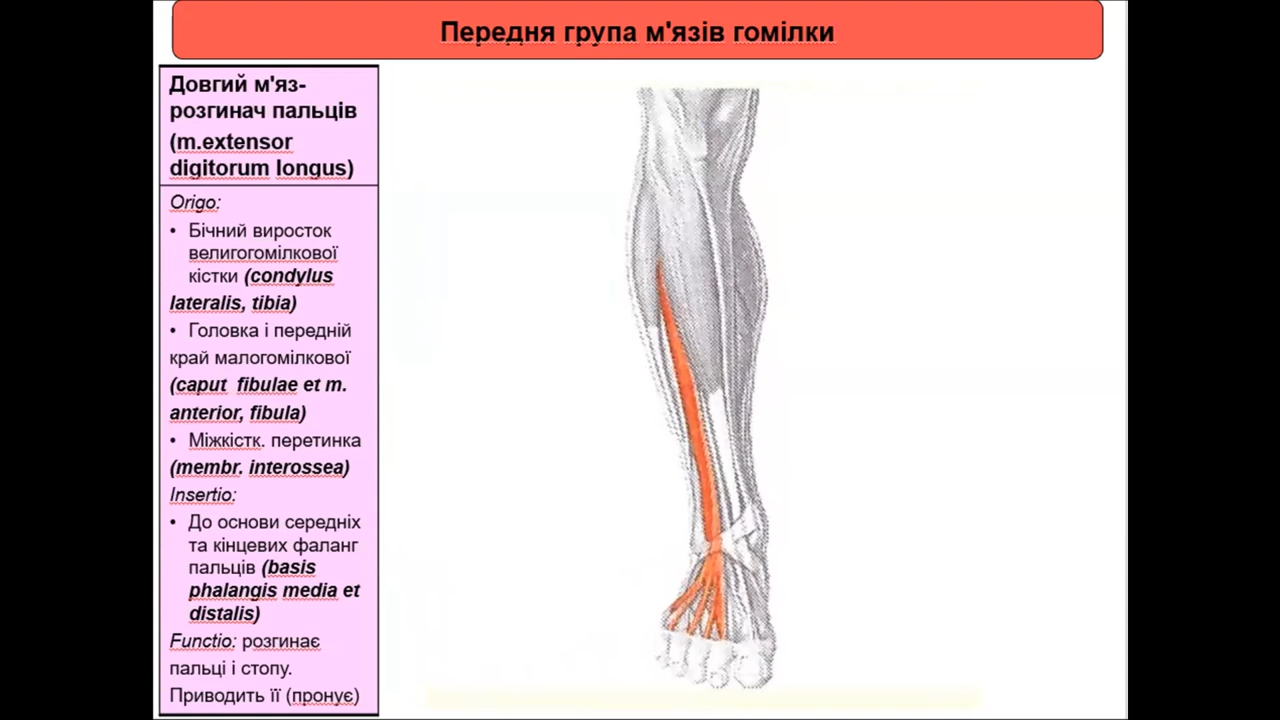 Передня група м'язів гомілки
Довгий м'яз-
розгинач пальців
(m.extensor
digitorum longus)
Origo:
• Бічний виросток
велигогомілкової
кістки (condylus
lateralis, tibia)
• Головка і передній
край малогомілкової
(caput fibulae et m.
anterior, fibula)
• Міжкістк. перетинка
(membr. interossea)
Insertio:
• До основи середніх
та кінцевих фаланг
пальців (basis
phalangis media et
distalis)
Functio: розгинає
пальці і стопу.
Приводить її (пронує)